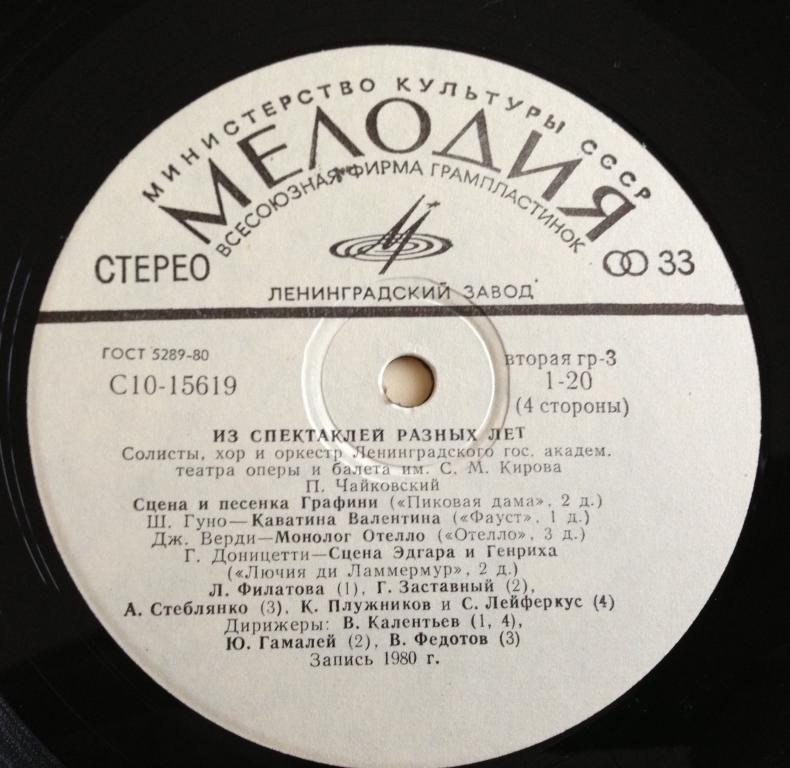 МИНИСТЕРСТВО КУЛЬТУРЫ СССР
МЕЛОДИЯ
ВСЕСОЮЗНАЯ ФИРМА ГРАМПЛАСТИНОК
СТЕРЕО
33
ЛЕНИНГРАДСКИЙ ЗАВОД
ГОСТ 5289-80
С10-15619
вторая гр-3
1-20
(4 стороны)
ИЗ СПЕКТАКЛЕЙ РАЗНЫХ ЛЕТ
Солисты, хор и оркестр Ленинградского гос. академ.
театра оперы и балета им. С. М. Кирова
П. Чайковский
Сцена и песенка Графини («Пиковая дама», 2 д.)
Ш. Гуно—Каватина Валентина («Фауст», 1 д.)
Дж. Верди—Монолог Отелло («Отелло», 3 д.)
Г. Доницетти—Сцена Эдгара и Генриха
(«Лючия ди Ламмермур», 2 д.)
Л. Филатова (1), Г. Заставный (2),
А. Стеблянко (3), К. Плужников и С. Лейферкус (4)
Дирижеры: В. Калентьев (1, 4),
Ю. Гамалей (2), В. Федотов (3)
Запись 1980 г.